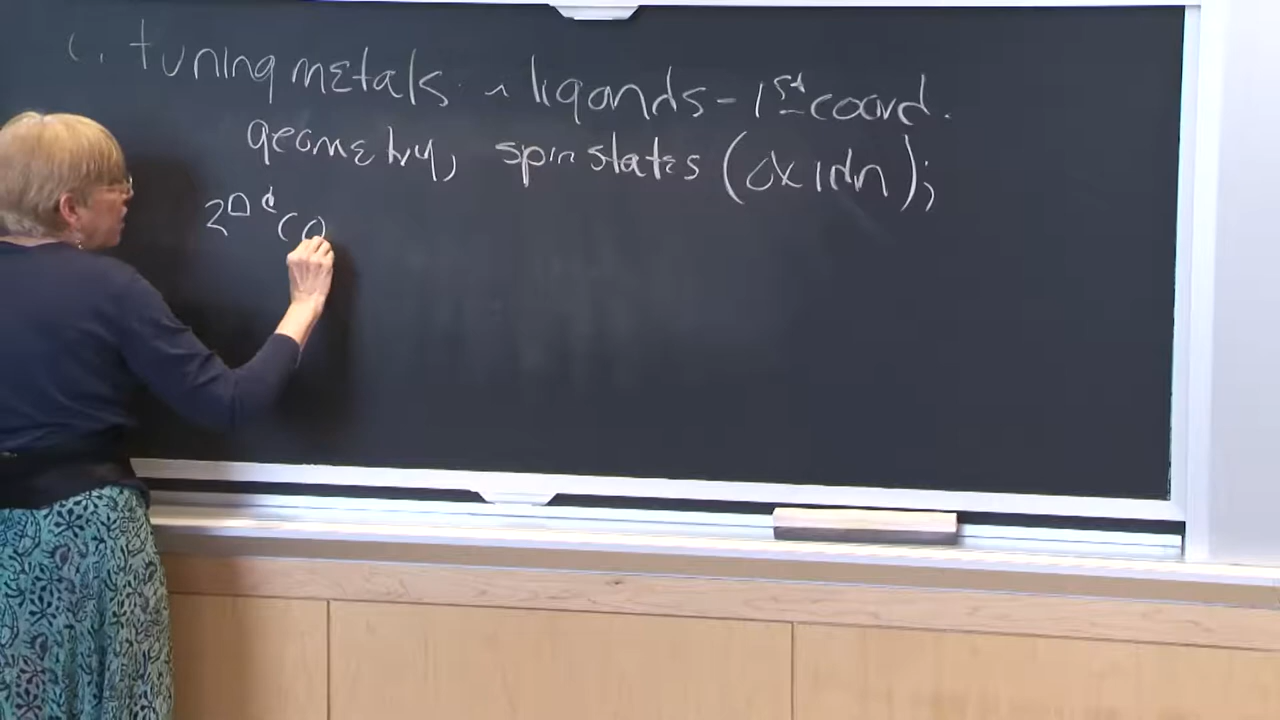 c. tuning metals - ligands - 1st coord.
geometry, spin states (oxidn);
2nd co